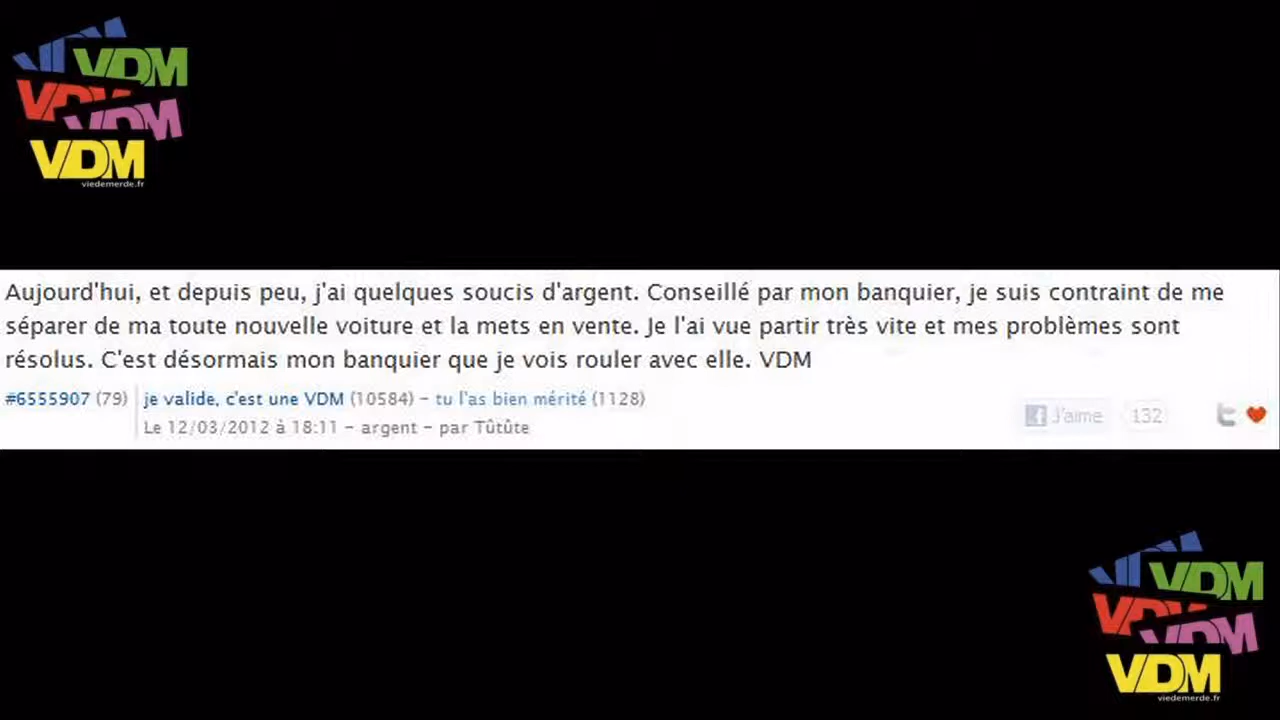 VDM
VDM
VDM
VDM
VDM
viedemerde.fr
Aujourd'hui, et depuis peu, j'ai quelques soucis d'argent. Conseillé par mon banquier, je suis contraint de me
séparer de ma toute nouvelle voiture et la mets en vente. Je l'ai vue partir très vite et mes problèmes sont
résolus. C'est désormais mon banquier que je vois rouler avec elle. VDM
#6555907 (79) je valide, c'est une VDM (10584) - tu l'as bien mérité (1128)
Le 12/03/2012 à 18:11 - argent - par Tûtûte
J'aime 132
VDM
VDM
VDM
VDM
VDM
viedemerde.fr